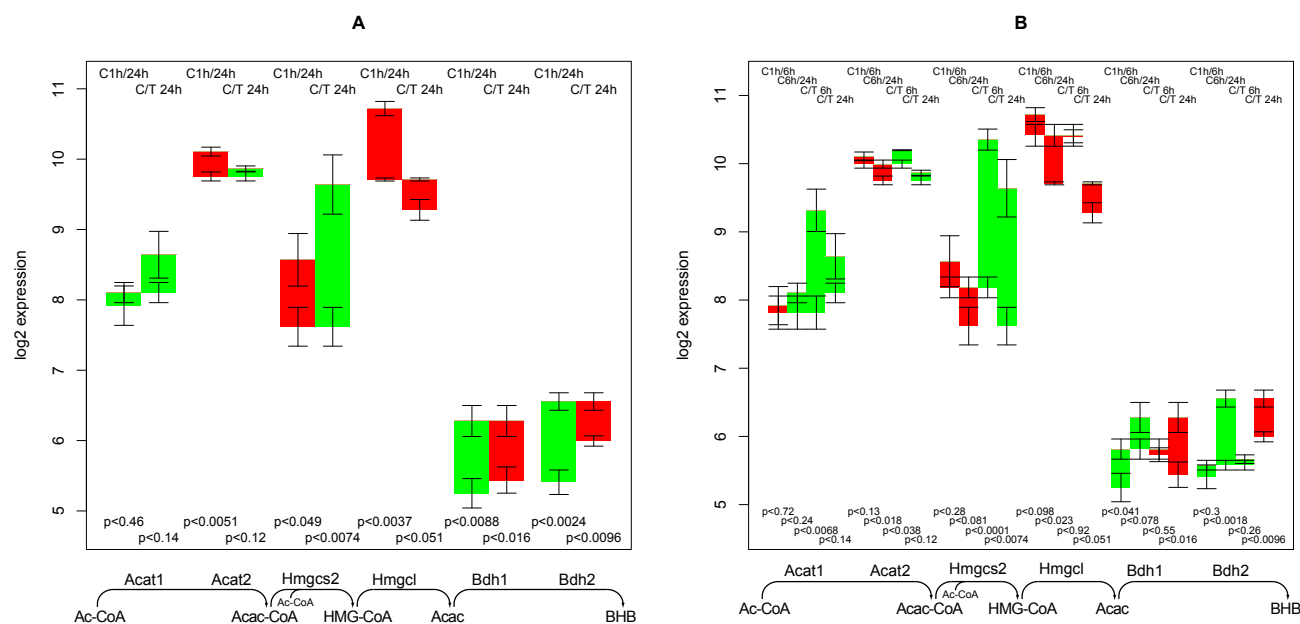 A
C1h/24h C1h/24h C1h/24h C1h/24h C1h/24h C1h/24h
C/T 24h C/T 24h C/T 24h C/T 24h C/T 24h C/T 24h
11
10
9
8
7
6
5
log2 expression
p<0.46 p<0.0051 p<0.049 p<0.0037 p<0.0088 p<0.0024
p<0.14 p<0.12 p<0.0074 p<0.051 p<0.016 p<0.0096
Acat1 Acat2 Hmgcs2 Hmgcl Bdh1 Bdh2
Ac-CoA
Ac-CoA Acac-CoA HMG-CoA Acac BHB
B
C1h/6h C1h/6h C1h/6h C1h/6h C1h/6h C1h/6h
C6h/24h C6h/24h C6h/24h C6h/24h C6h/24h C6h/24h
C/T 6h C/T 6h C/T 6h C/T 6h C/T 6h C/T 6h
C/T 24h C/T 24h C/T 24h C/T 24h C/T 24h C/T 24h
11
10
9
8
7
6
5
log2 expression
p<0.72 p<0.13 p<0.28 p<0.098 p<0.041 p<0.3
p<0.24 p<0.018 p<0.081 p<0.023 p<0.078 p<0.0018
p<0.0068 p<0.038 p<0.0001 p<0.92 p<0.55 p<0.26
p<0.14 p<0.12 p<0.0074 p<0.051 p<0.016 p<0.0096
Acat1 Acat2 Hmgcs2 Hmgcl Bdh1 Bdh2
Ac-CoA
Ac-CoA Acac-CoA HMG-CoA Acac BHB